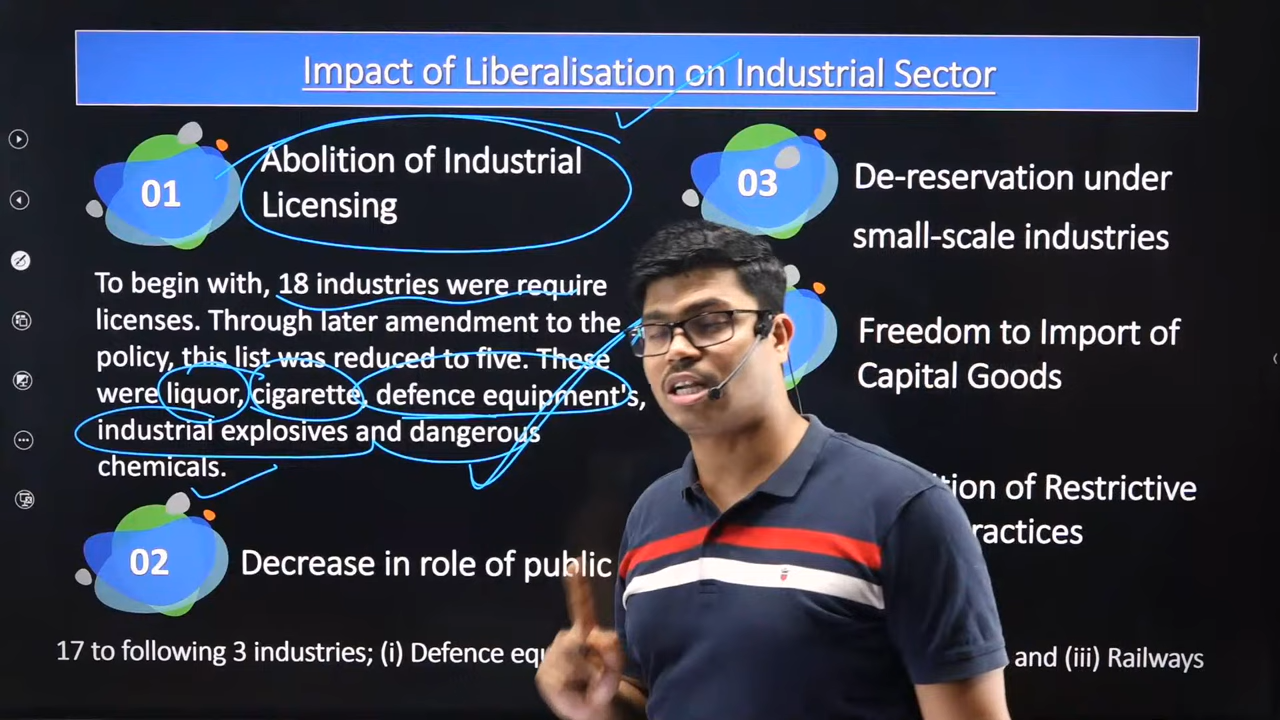 Impact of Liberalisation on Industrial Sector
01
Abolition of Industrial
Licensing
To begin with, 18 industries were require
licenses. Through later amendment to the
policy, this list was reduced to five. These
were liquor, cigarette, defence equipment's,
industrial explosives and dangerous
chemicals.
02
Decrease in role of public
17 to following 3 industries; (i) Defence
and (iii) Railways
03
De-reservation under
small-scale industries
Freedom to Import of
Capital Goods
of Restrictive